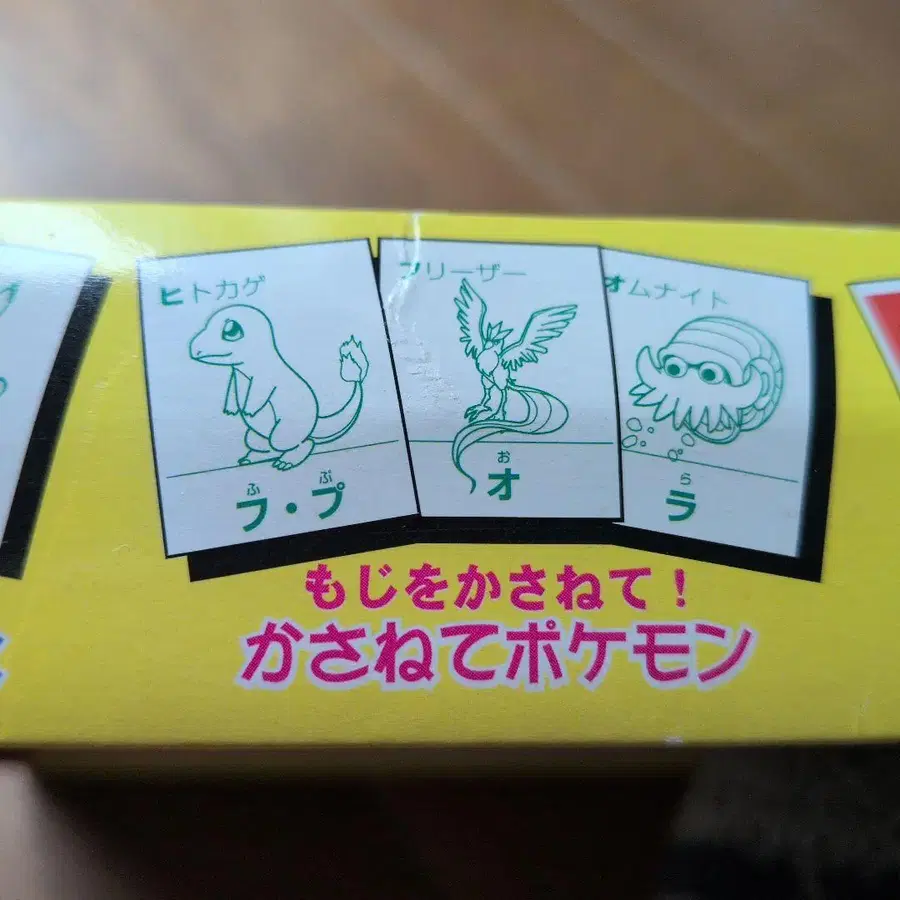 ヒトカゲ
ふ ぷ
フ・プ
フリーザー
お
オ
オムナイト
ら
ラ
もじをかさねて!
かさねてポケモン